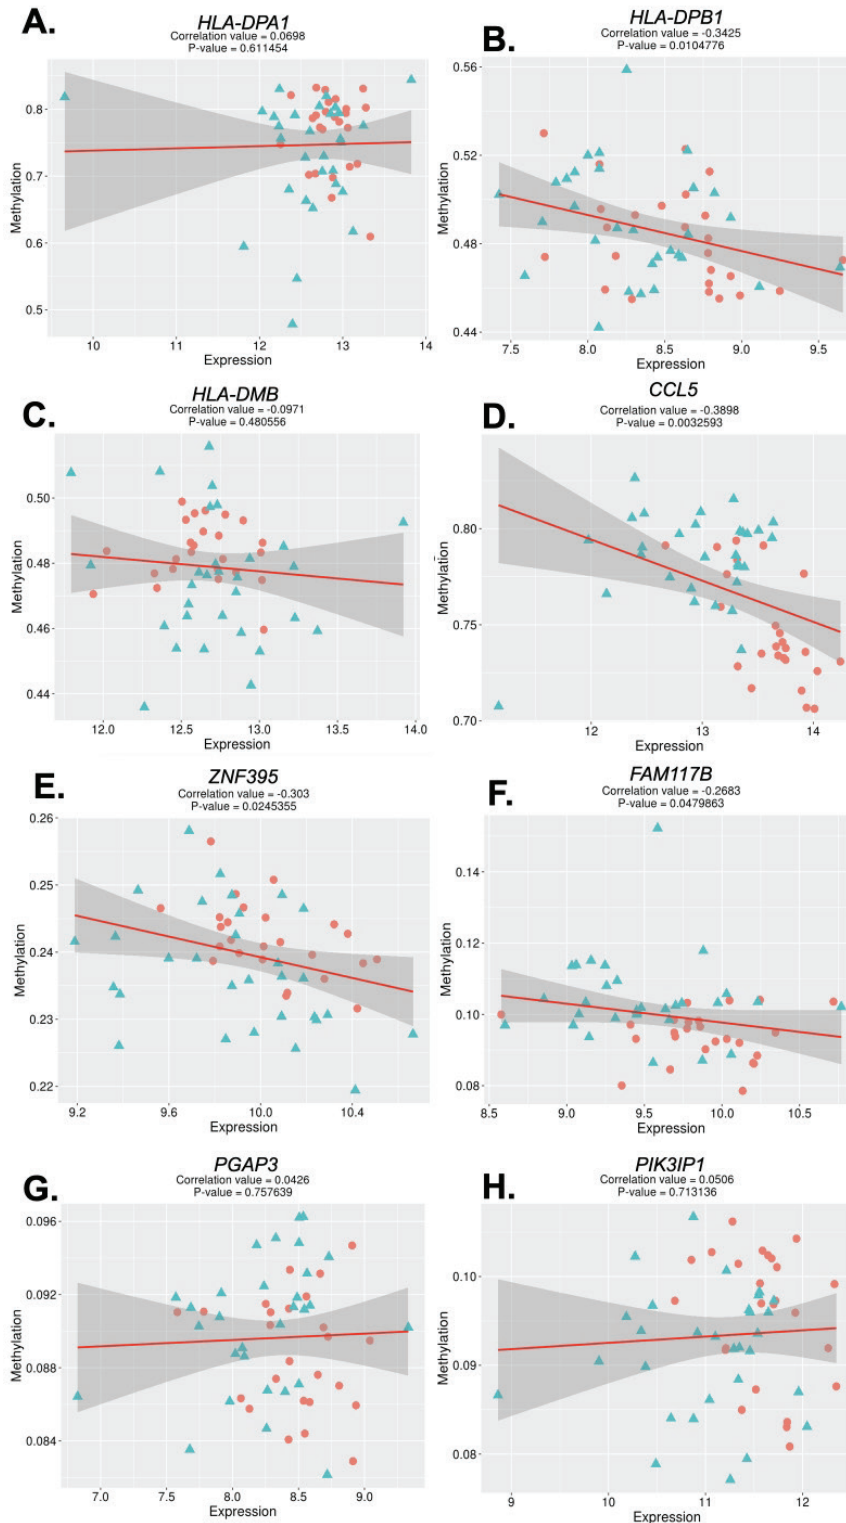 A.
HLA-DPA1
Correlation value = 0.0698
P-value = 0.611454
Methylation
0.8
0.7
0.6
0.5
10
11
12
13
14
Expression
B.
HLA-DPB1
Correlation value = -0.3425
P-value = 0.0104776
Methylation
0.56
0.52
0.48
0.44
7.5
8.0
8.5
9.0
9.5
Expression
C.
HLA-DMB
Correlation value = -0.0971
P-value = 0.480556
Methylation
0.50
0.48
0.46
0.44
12.0
12.5
13.0
13.5
14.0
Expression
D.
CCL5
Correlation value = -0.3898
P-value = 0.0032593
Methylation
0.80
0.75
0.70
12
13
14
Expression
E.
ZNF395
Correlation value = -0.303
P-value = 0.0245355
Methylation
0.26
0.25
0.24
0.23
0.22
9.2
9.6
10.0
10.4
Expression
F.
FAM117B
Correlation value = -0.2683
P-value = 0.0479863
Methylation
0.14
0.12
0.10
0.08
8.5
9.0
9.5
10.0
10.5
Expression
G.
PGAP3
Correlation value = 0.0426
P-value = 0.757639
Methylation
0.096
0.092
0.088
0.084
7.0
7.5
8.0
8.5
9.0
Expression
H.
PIK3IP1
Correlation value = 0.0506
P-value = 0.713136
Methylation
0.10
0.09
0.08
9
10
11
12
Expression